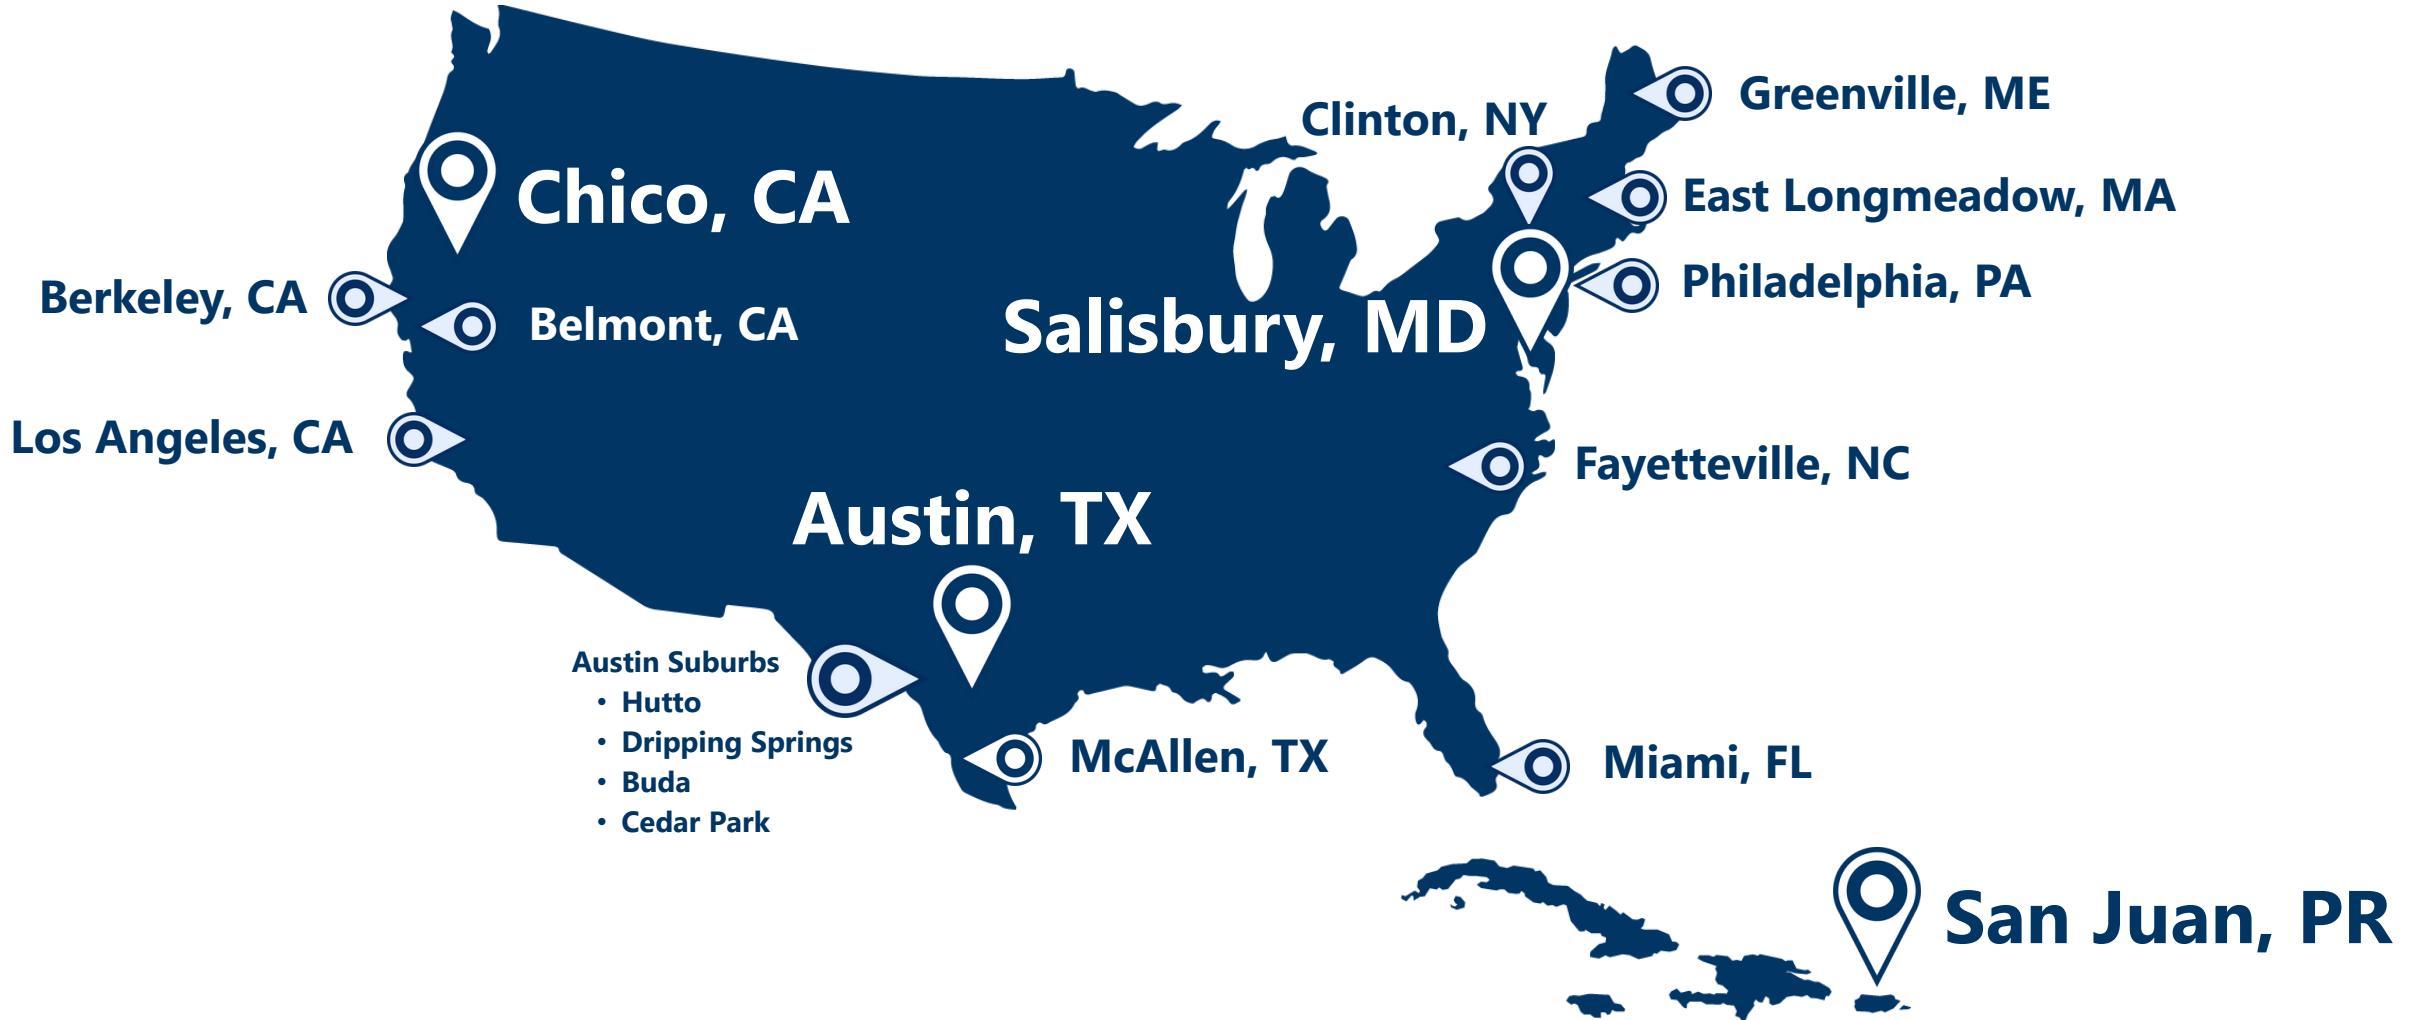 Greenville, ME
Clinton, NY
Chico, CA
East Longmeadow, MA
Berkeley, CA
Belmont, CA
Salisbury, MD
Philadelphia, PA
Los Angeles, CA
Fayetteville, NC
Austin, TX
Austin Suburbs
• Hutto
• Dripping Springs
• Buda
• Cedar Park
McAllen, TX
Miami, FL
San Juan, PR